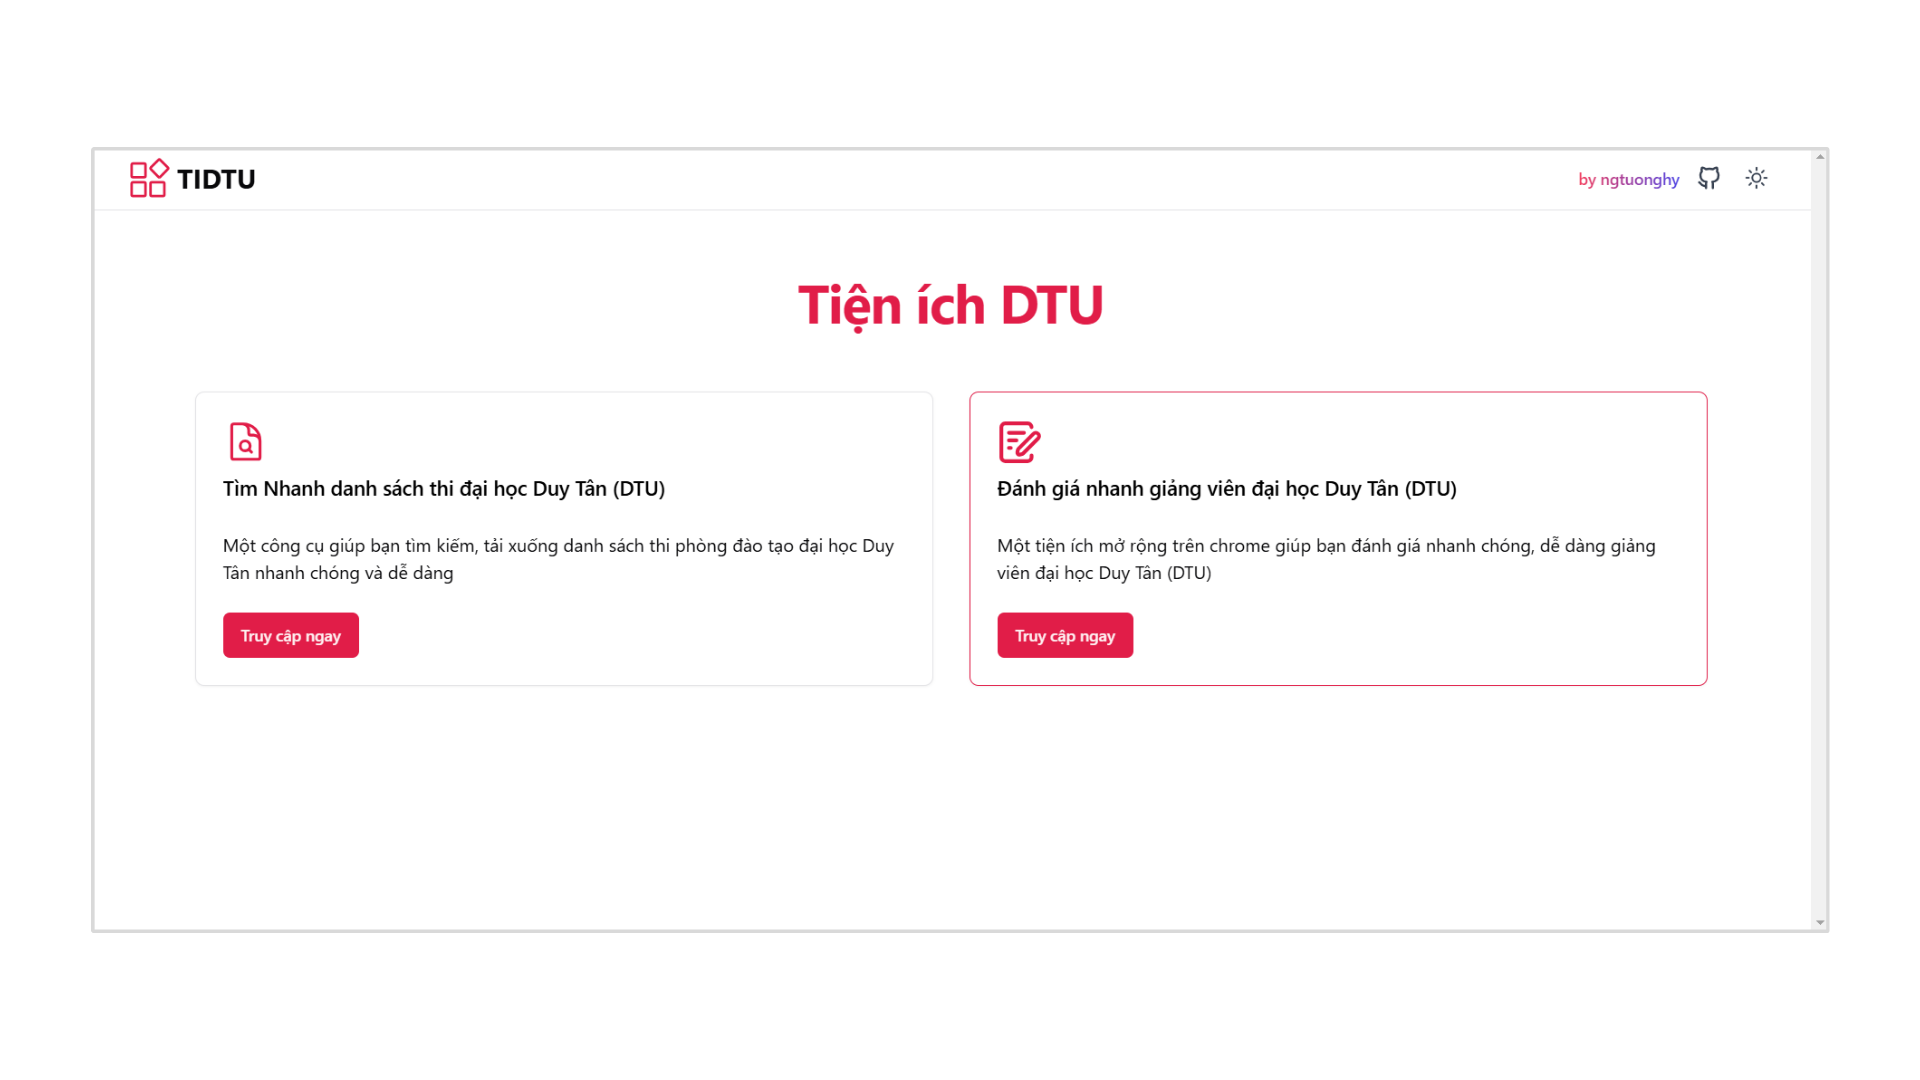 TIDTU
by ngtuonghy
Tiện ích DTU
Tìm Nhanh danh sách thi đại học Duy Tân (DTU)
Một công cụ giúp bạn tìm kiếm, tải xuống danh sách thi phòng đào tạo đại học Duy
Tân nhanh chóng và dễ dàng
Truy cập ngay
Đánh giá nhanh giảng viên đại học Duy Tân (DTU)
Một tiện ích mở rộng trên chrome giúp bạn đánh giá nhanh chóng, dễ dàng giảng
viên đại học Duy Tân (DTU)
Truy cập ngay